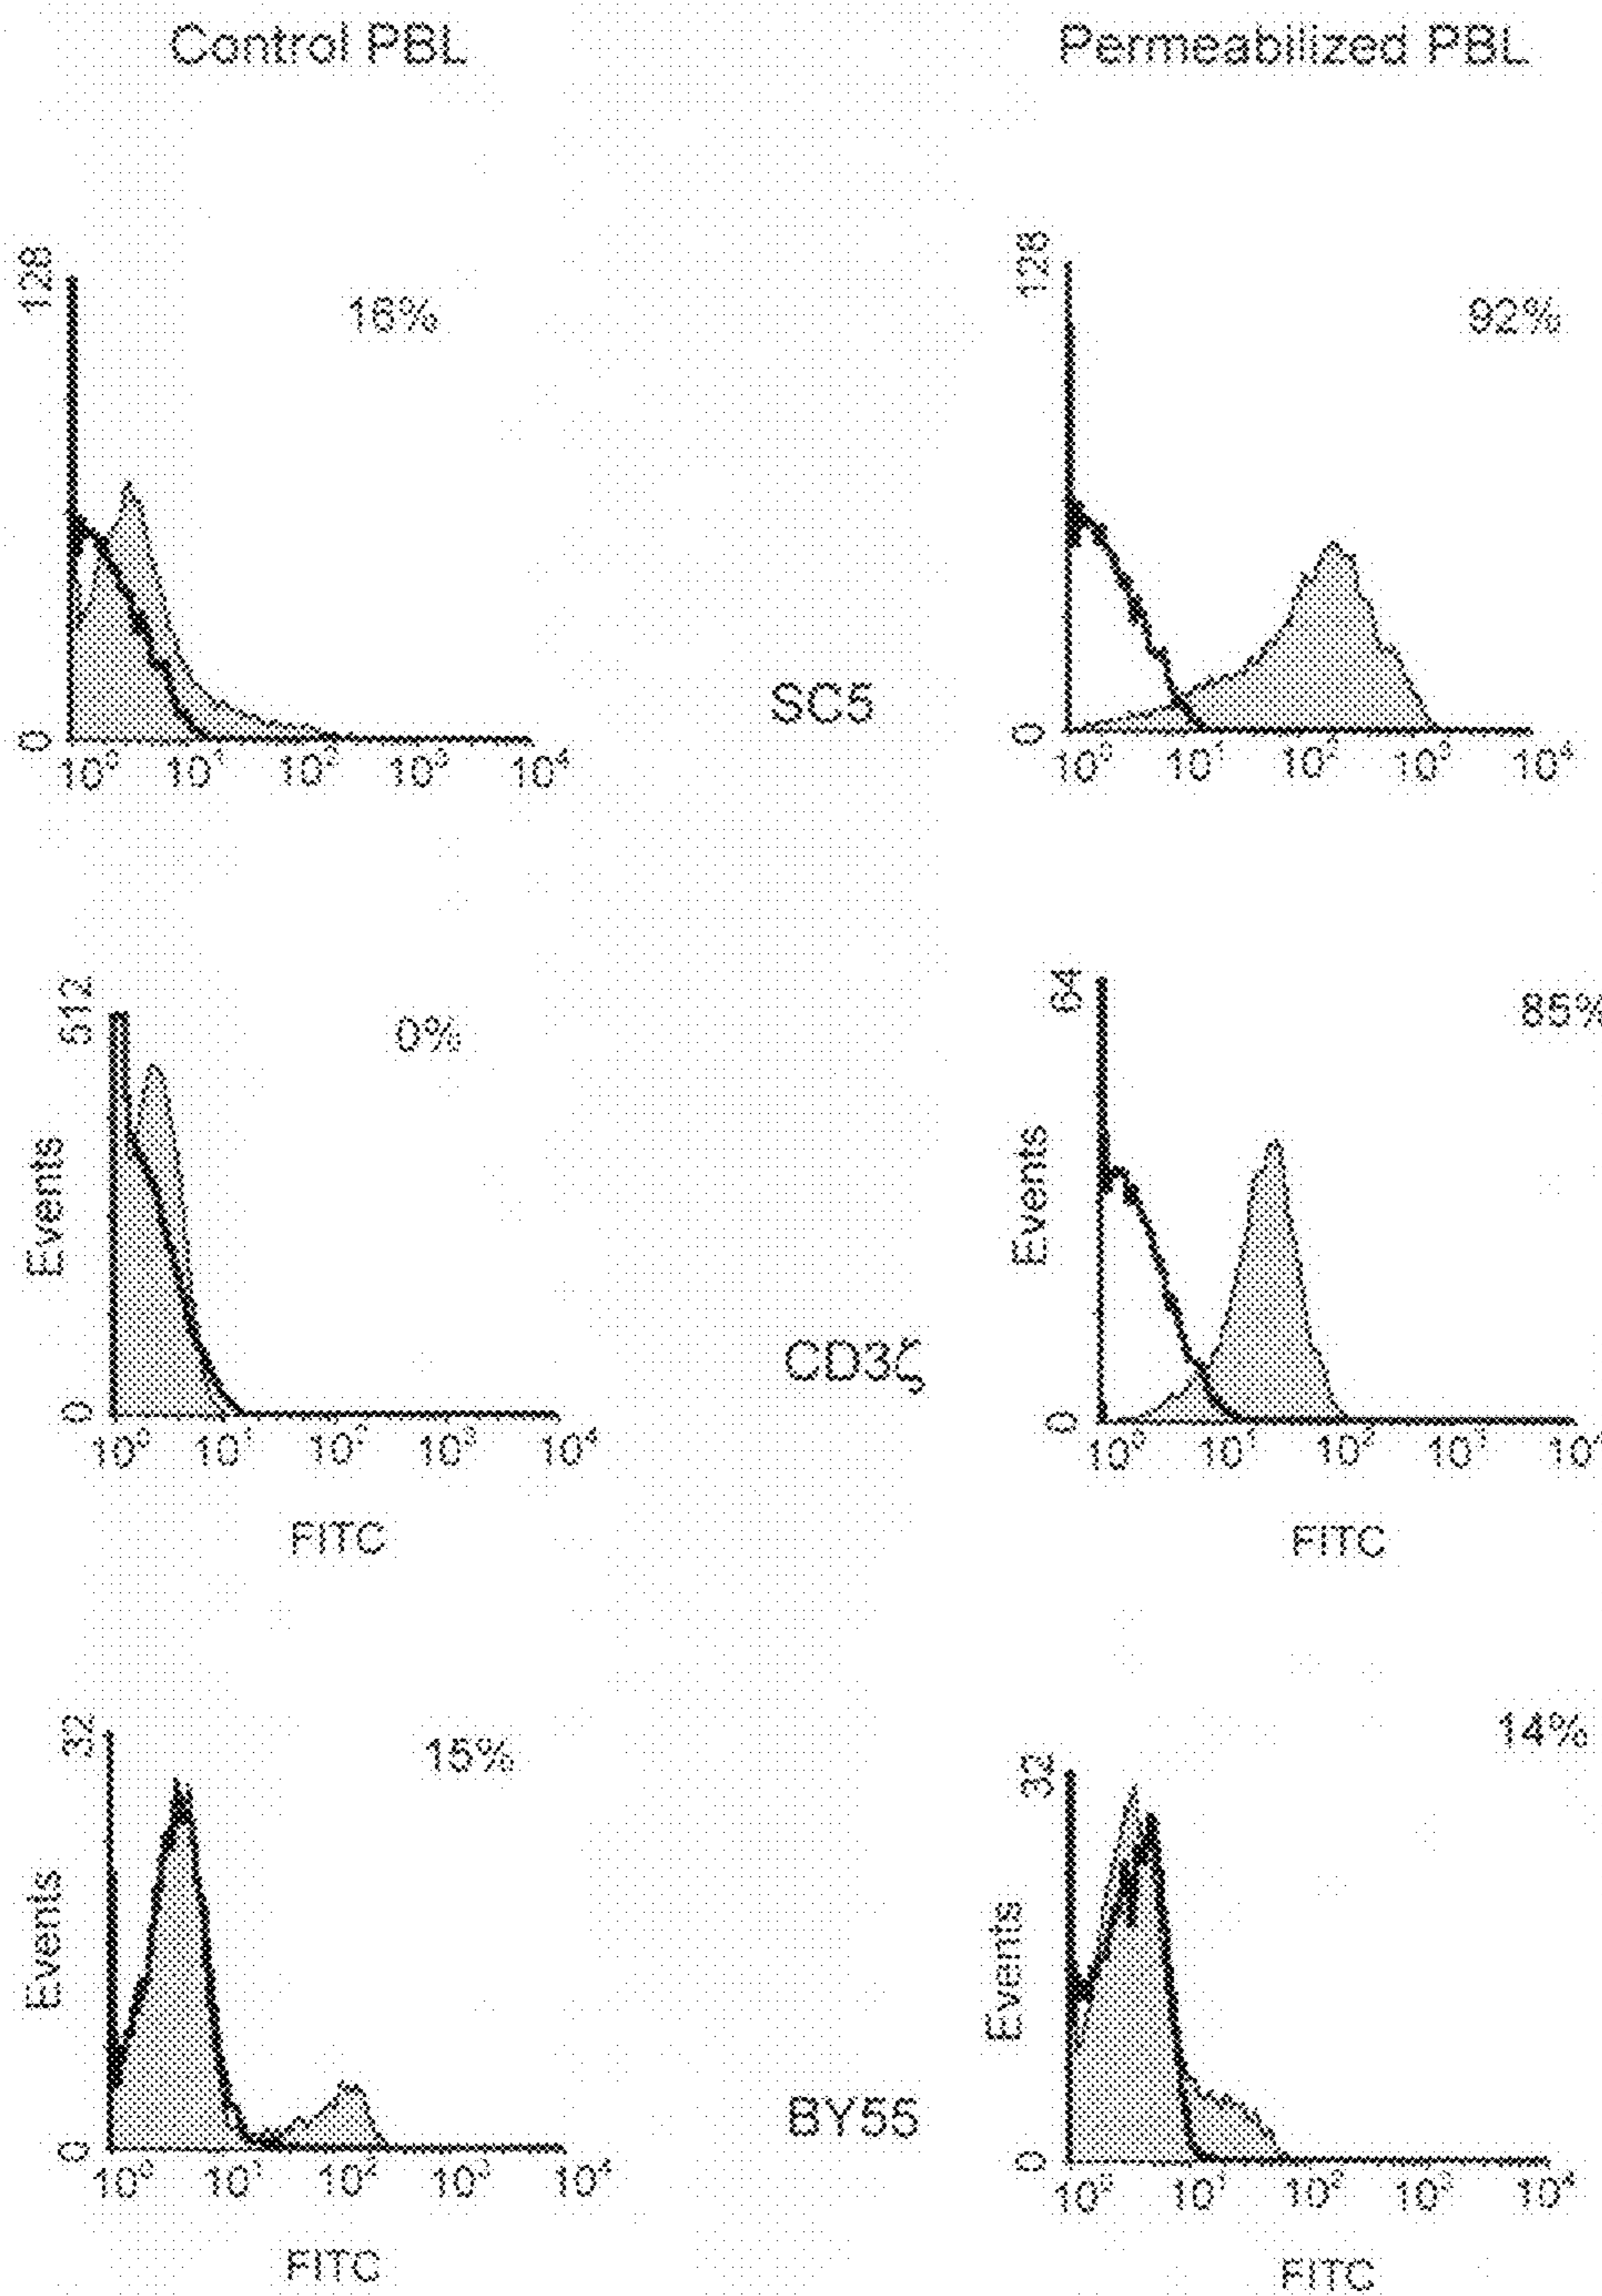 Control PBL
Permeabilized PBL
128
16%
0
10⁰ 10¹ 10² 10³ 10⁴
SC5
128
92%
0
10⁰ 10¹ 10² 10³ 10⁴
512
0%
Events
0
10⁰ 10¹ 10² 10³ 10⁴
FITC
CD3ζ
64
85%
Events
0
10⁰ 10¹ 10² 10³ 10⁴
FITC
32
15%
Events
0
10⁰ 10¹ 10² 10³ 10⁴
FITC
BY55
32
14%
Events
0
10⁰ 10¹ 10² 10³ 10⁴
FITC